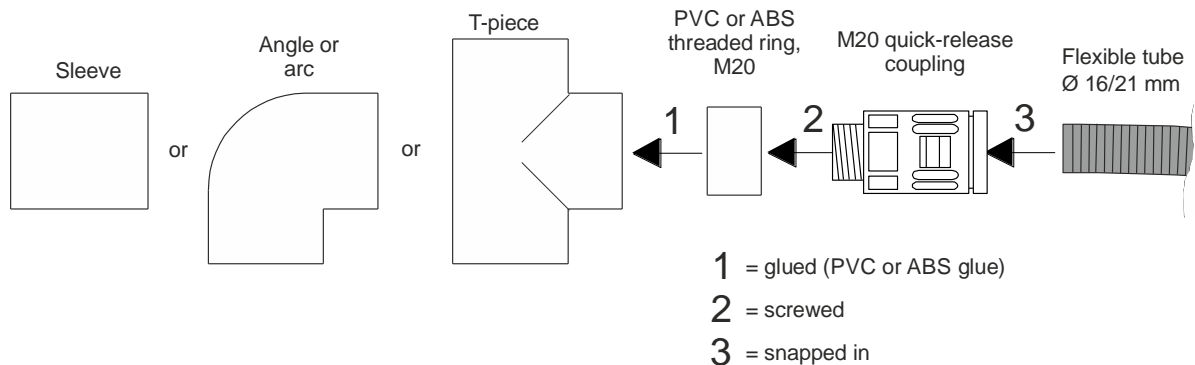 Sleeve
or
Angle or
arc
or
T-piece
1
PVC or ABS
threaded ring,
M20
2
M20 quick-release
coupling
3
Flexible tube
Ø 16/21 mm
1 = glued (PVC or ABS glue)
2 = screwed
3 = snapped in